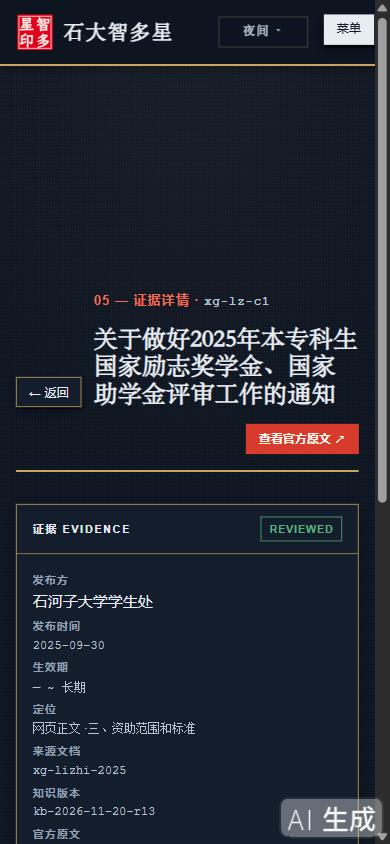 星智
印多
石大智多星
夜间
菜单
05 — 证据详情 · xg-lz-c1
关于做好2025年本专科生
国家励志奖学金、国家
助学金评审工作的通知
← 返回
查看官方原文 ↗
证据 EVIDENCE
REVIEWED
发布方
石河子大学学生处
发布时间
2025-09-30
生效期
— ~ 长期
定位
网页正文 ·三、资助范围和标准
来源文档
xg-lizhi-2025
知识版本
kb-2026-11-20-r13
官方原文
AI 生成